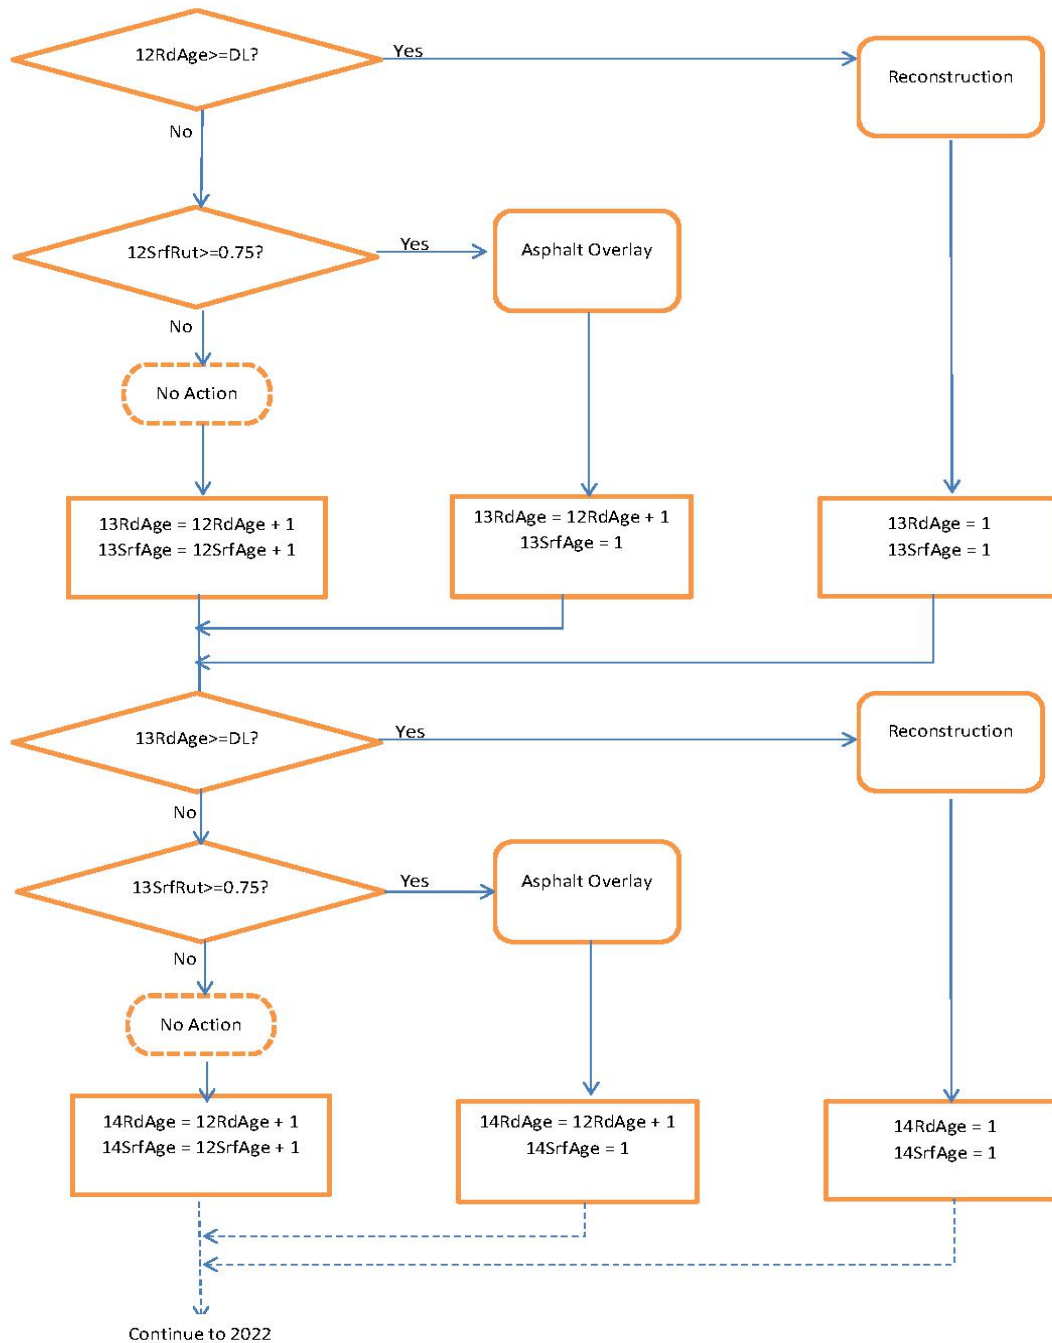 12RdAge>=DL?
Yes
Reconstruction
No
12SrfRut>=0.75?
Yes
Asphalt Overlay
No
No Action
13RdAge = 12RdAge + 1
13SrfAge = 12SrfAge + 1
13RdAge = 12RdAge + 1
13SrfAge = 1
13RdAge = 1
13SrfAge = 1
13RdAge>=DL?
Yes
Reconstruction
No
13SrfRut>=0.75?
Yes
Asphalt Overlay
No
No Action
14RdAge = 12RdAge + 1
14SrfAge = 12SrfAge + 1
14RdAge = 12RdAge + 1
14SrfAge = 1
14RdAge = 1
14SrfAge = 1
Continue to 2022